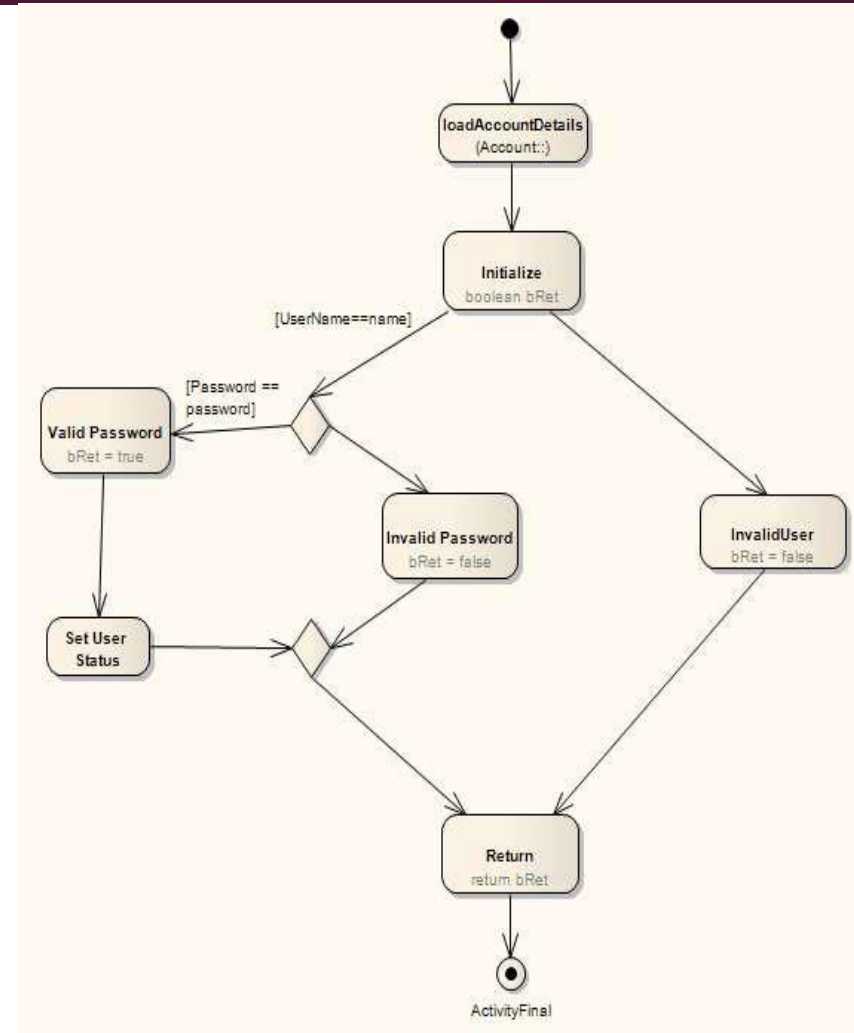 loadAccountDetails
(Account::)
Initialize
boolean bRet
[UserName==name]
[Password ==
password]
Valid Password
bRet = true
Invalid Password
bRet = false
InvalidUser
bRet = false
Set User
Status
Return
return bRet
ActivityFinal